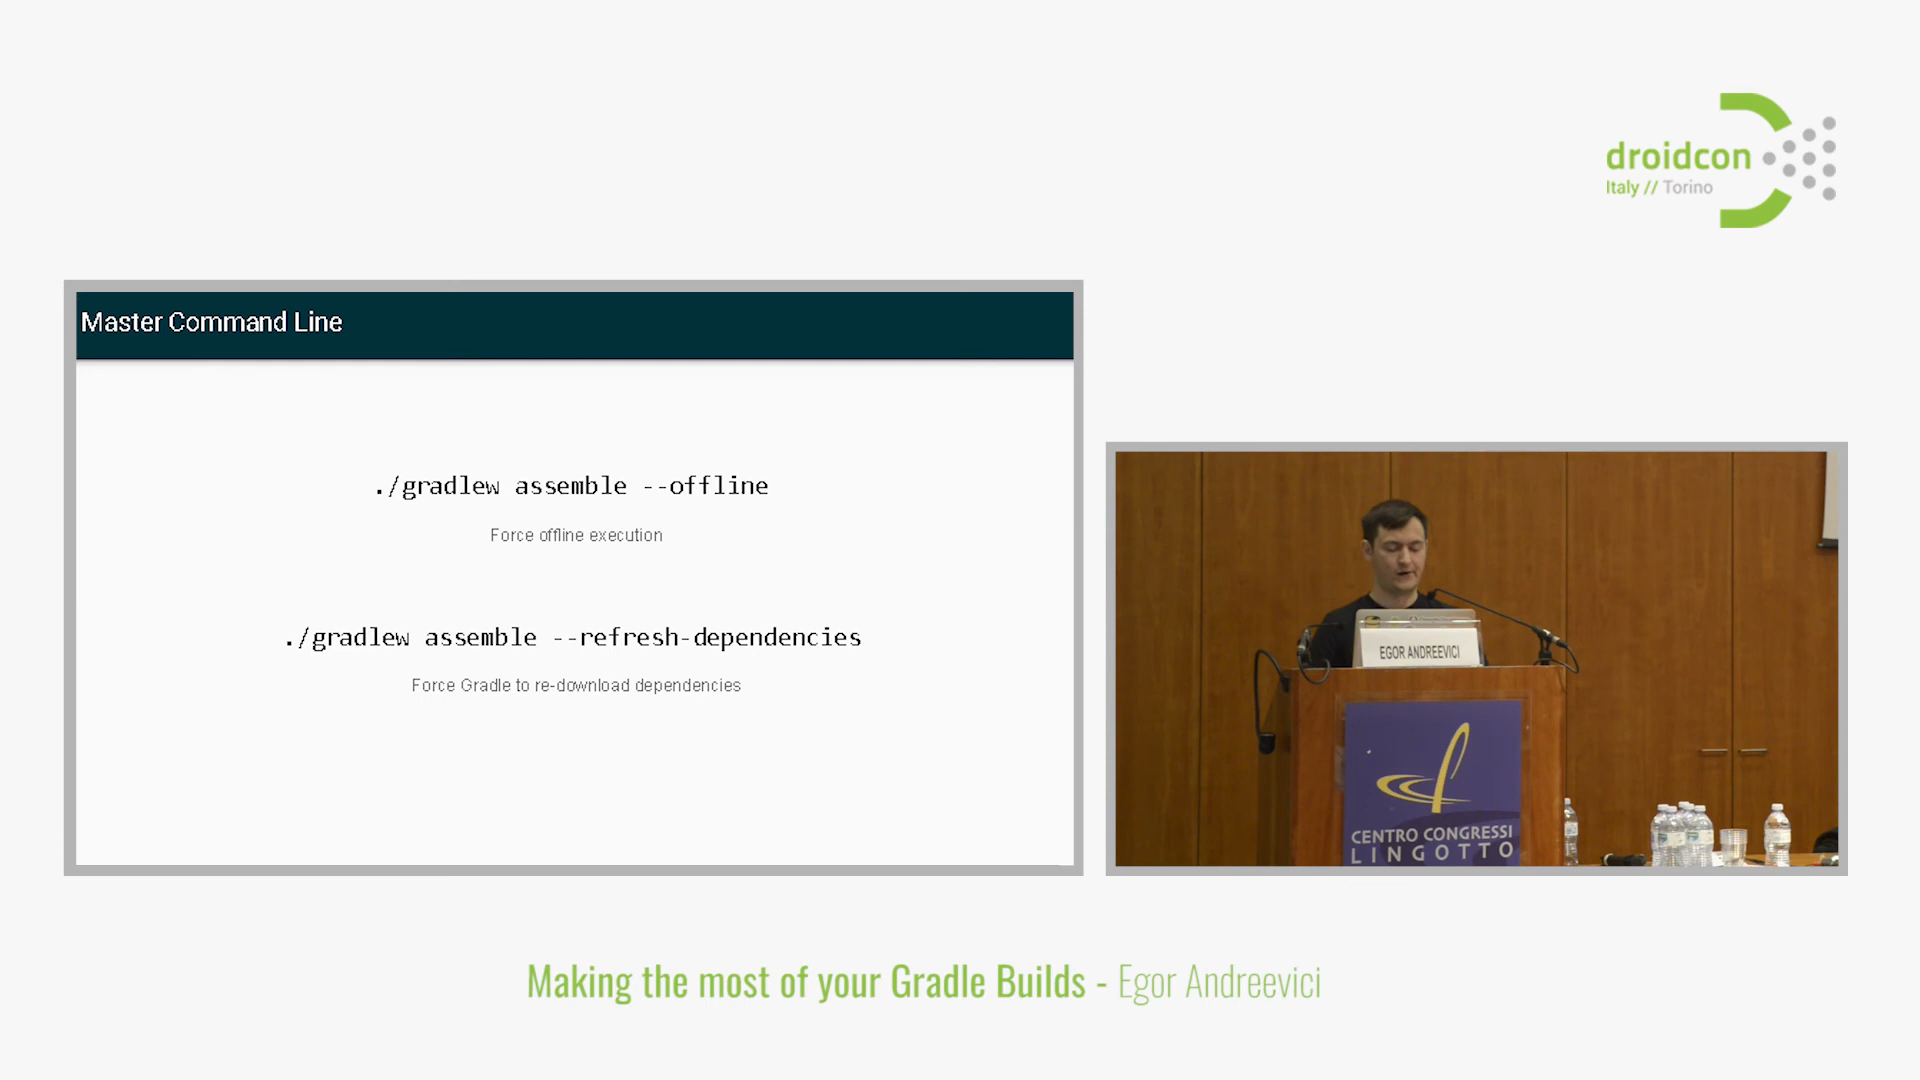 droidcon
Italy // Torino
Master Command Line
./gradlew assemble --offline
Force offline execution
./gradlew assemble --refresh-dependencies
Force Gradle to re-download dependencies
EGOR ANDREEVICI
CENTRO CONGRESSI
LINGOTTO
Making the most of your Gradle Builds - Egor Andreevici